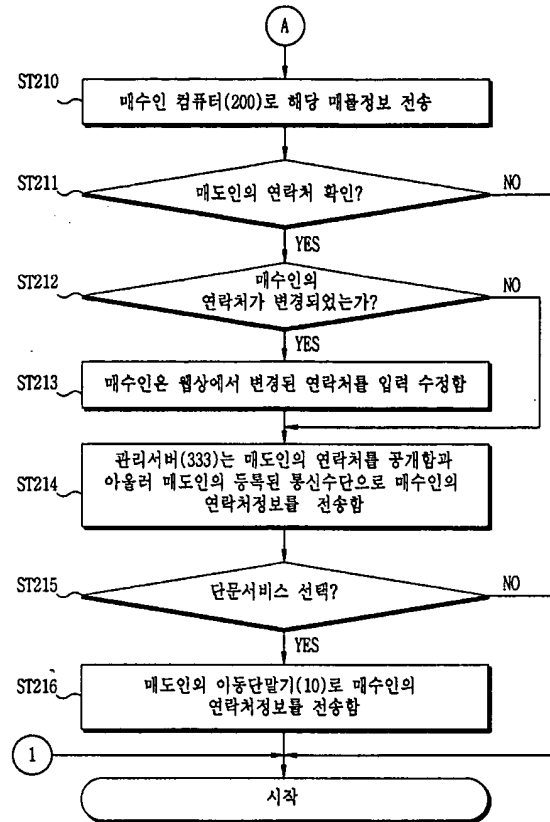 A
ST210
매수인 컴퓨터(200)로 해당 매물정보 전송
ST211
매도인의 연락처 확인?
NO
YES
ST212
매수인의
연락처가 변경되었는가?
NO
YES
ST213
매수인은 웹상에서 변경된 연락처를 입력 수정함
ST214
관리서버(333)는 매도인의 연락처를 공개함과
아울러 매도인의 등록된 통신수단으로 매수인의
연락처정보를 전송함
ST215
단문서비스 선택?
NO
YES
ST216
매도인의 이동단말기(10)로 매수인의
연락처정보를 전송함
1
시작